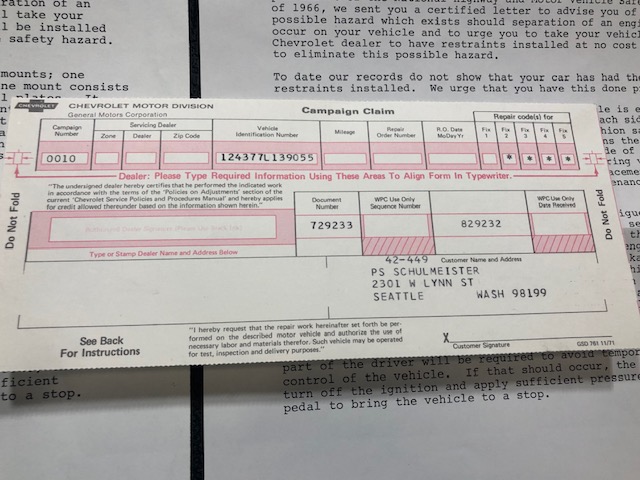 of 1966, we sent you a certified letter to advise you of
possible hazard which exists should separation of an
occur on your vehicle and to urge you to take your
Chevrolet dealer to have restraints installed at no cost
to eliminate this possible hazard.
To date our records do not show that your car has had
restraints installed. We urge that you have this done
ration of an
l take your
l be installed
safety hazard.
mounts; one
ne mount consists
CHEVROLET
CHEVROLET MOTOR DIVISION
General Motors Corporation
Campaign Claim
Campaign Number
Servicing Dealer
Zone
Dealer
Zip Code
Vehicle Identification Number
Mileage
Repair Order Number
R.O. Date Mo/Day/Yr
Repair code(s) for
Fix 1
Fix 2
Fix 3
Fix 4
Fix 5
0010
124377L139055
* * * *
Dealer: Please Type Required Information Using These Areas To Align Form In Typewriter.
Do Not Fold
"The undersigned dealer hereby certifies that he performed the indicated work
in accordance with the terms of the "Policies on Adjustments" section of the
current 'Chevrolet Service Policies and Procedures Manual' and hereby applies
for credit allowed thereunder based on the information shown herein."
Type or Stamp Dealer Name and Address Below
Document Number
729233
WPC Use Only
Sequence Number
829232
WPC Use Only
Date Received
Do Not Fold
42-449 Customer Name and Address
PS SCHULMEISTER
2301 W LYNN ST
SEATTLE WASH 98199
See Back
For Instructions
"I hereby request that the repair work hereinafter set forth be per-
formed on the described motor vehicle and authorize the use of
necessary labor and materials therefor. Such vehicle may be operated
for test, inspection and delivery purposes."
X
Customer Signature
GSD 761 11/71
ficient
to a stop.
part of the driver will be required to avoid
control of the vehicle. If that should occur, the
turn off the ignition and apply sufficient pressure
pedal to bring the vehicle to a stop.